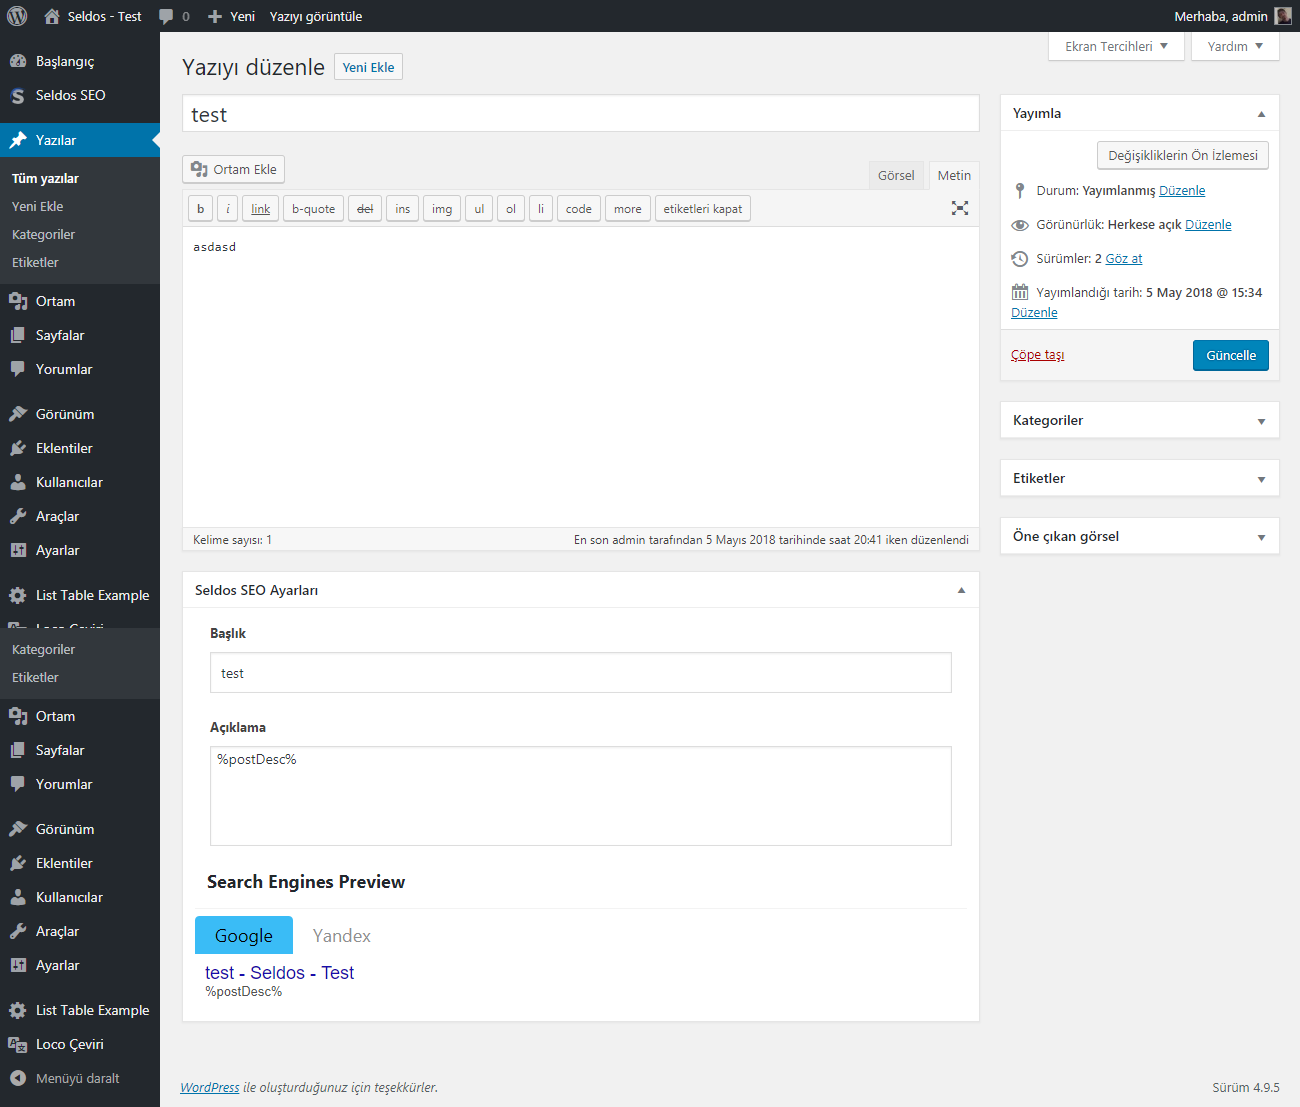 Seldos - Test 0 Yeni Yazıyı görüntüle Merhaba, admin
Başlangıç
Seldos SEO
Yazılar
Tüm yazılar
Yeni Ekle
Kategoriler
Etiketler
Ortam
Sayfalar
Yorumlar
Görünüm
Eklentiler
Kullanıcılar
Araçlar
Ayarlar
List Table Example
Loco Çeviri
Kategoriler
Etiketler
Ortam
Sayfalar
Yorumlar
Görünüm
Eklentiler
Kullanıcılar
Araçlar
Ayarlar
List Table Example
Loco Çeviri
Menüyü daralt
Ekran Tercihleri Yardım
Yazıyı düzenle Yeni Ekle
test
Ortam Ekle
Görsel Metin
b i link b-quote del ins img ul ol li code more etiketleri kapat
asdasd
Kelime sayısı: 1 En son admin tarafından 5 Mayıs 2018 tarihinde saat 20:41 iken düzenlendi
Seldos SEO Ayarları
Başlık
test
Açıklama
%postDesc%
Search Engines Preview
Google Yandex
test - Seldos - Test
%postDesc%
Yayımla
Değişikliklerin Ön İzlemesi
Durum: Yayımlanmış Düzenle
Görünürlük: Herkese açık Düzenle
Sürümler: 2 Göz at
Yayımlandığı tarih: 5 May 2018 @ 15:34
Düzenle
Çöpe taşı Güncelle
Kategoriler
Etiketler
Öne çıkan görsel
WordPress ile oluşturduğunuz için teşekkürler. Sürüm 4.9.5